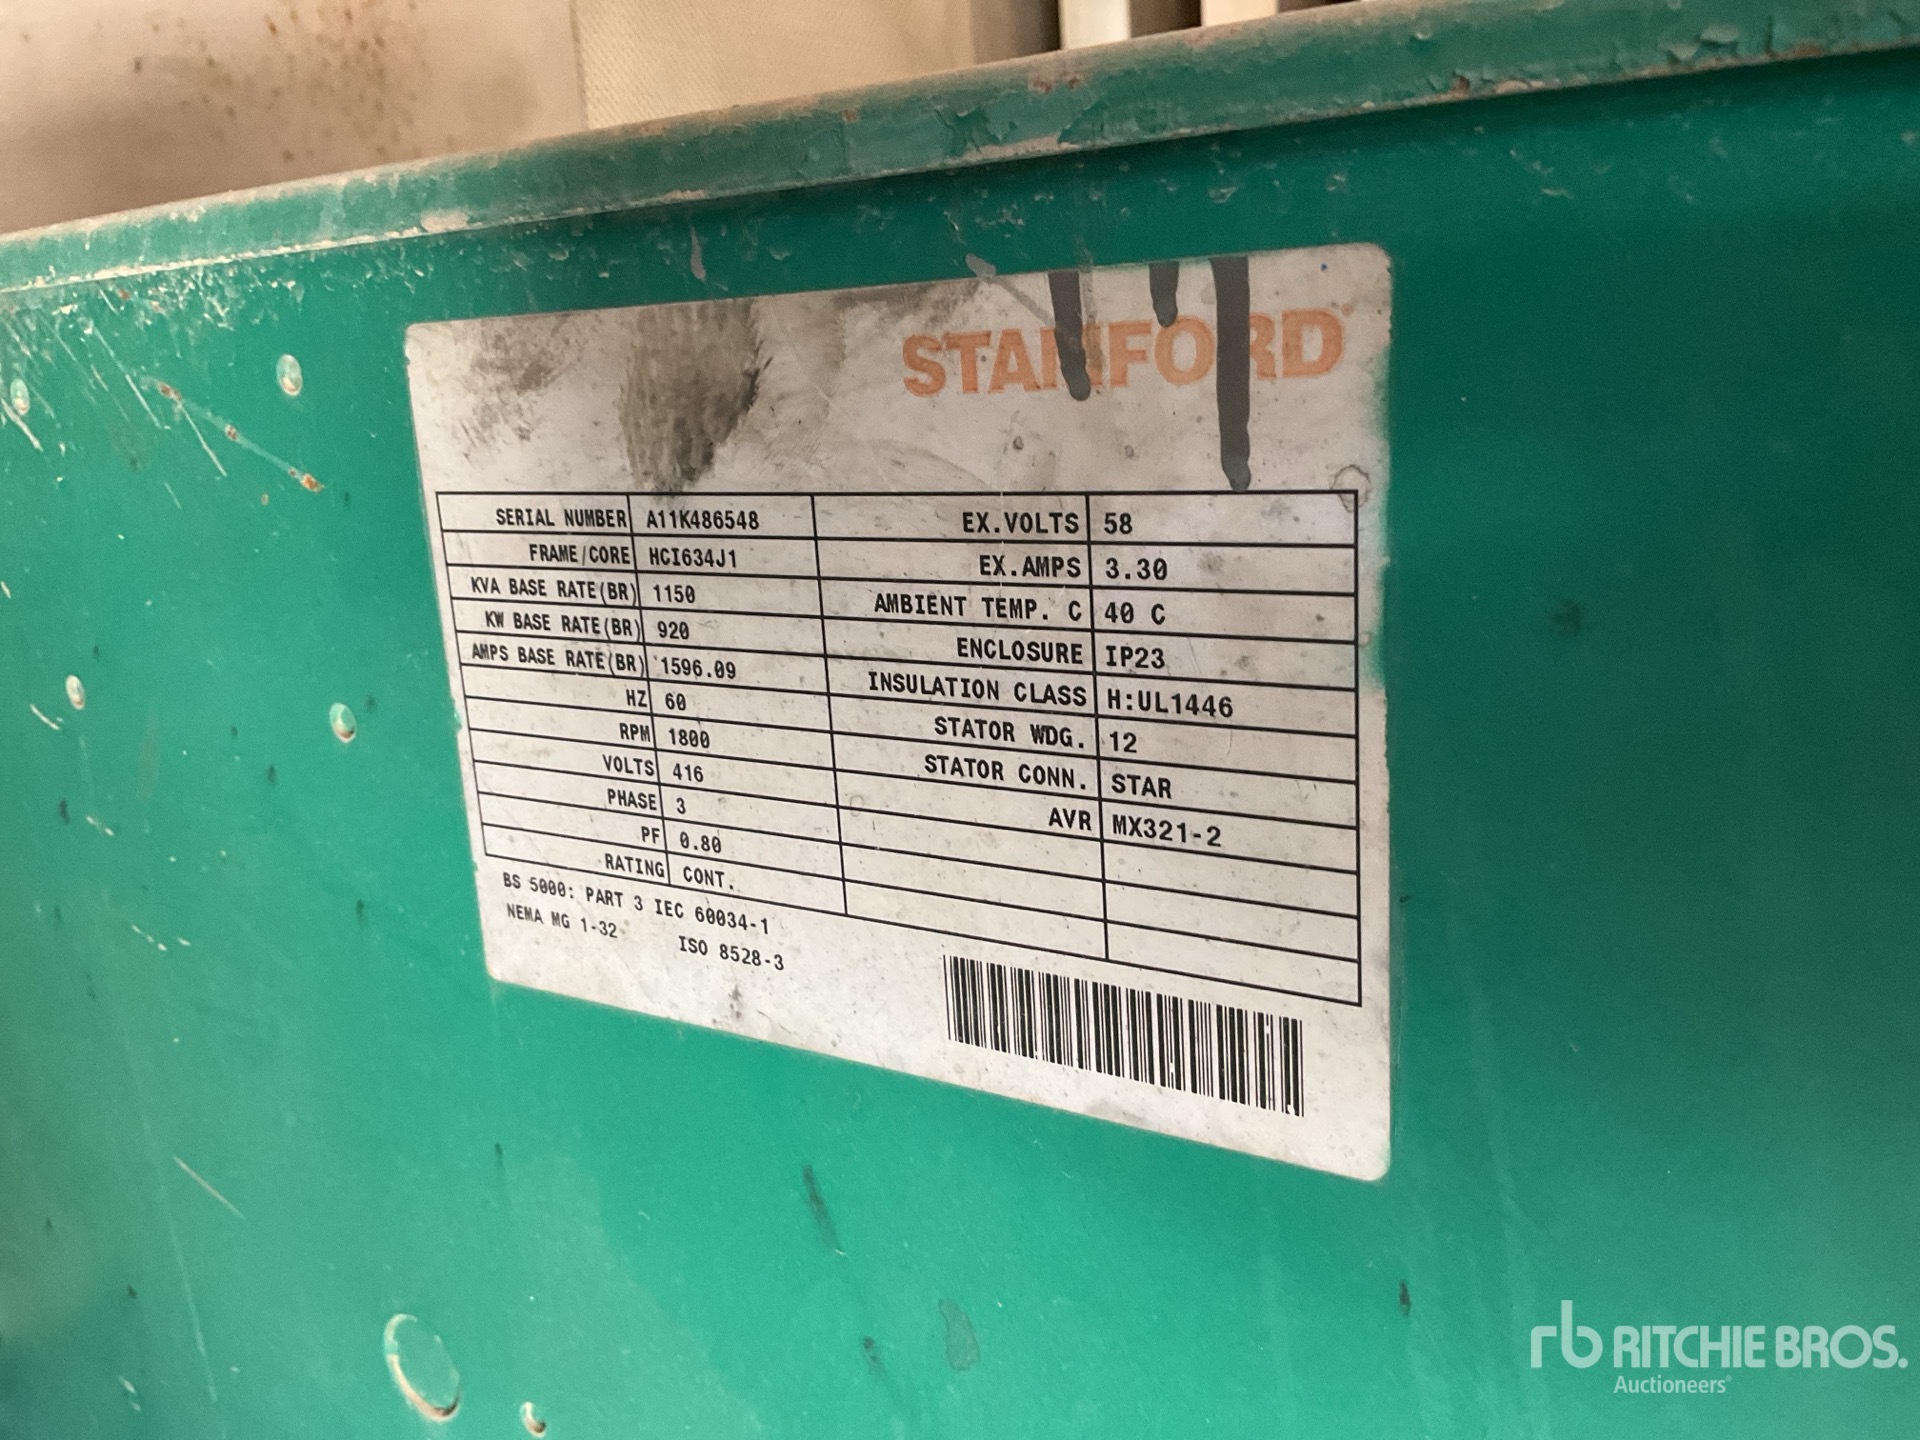 STANFORD
SERIAL NUMBER A11K486548 EX.VOLTS 58
FRAME/CORE HCI634J1 EX.AMPS 3.30
KVA BASE RATE(BR) 1150 AMBIENT TEMP. C 40 C
KW BASE RATE(BR) 920 ENCLOSURE IP23
AMPS BASE RATE(BR) 1596.09 INSULATION CLASS H:UL1446
HZ 60 STATOR WDG. 12
RPM 1800 STATOR CONN. STAR
VOLTS 416 AVR MX321-2
PHASE 3
PF 0.80
RATING CONT.
BS 5000: PART 3 IEC 60034-1
NEMA MG 1-32 ISO 8528-3
rb RITCHIE BROS.
Auctioneers